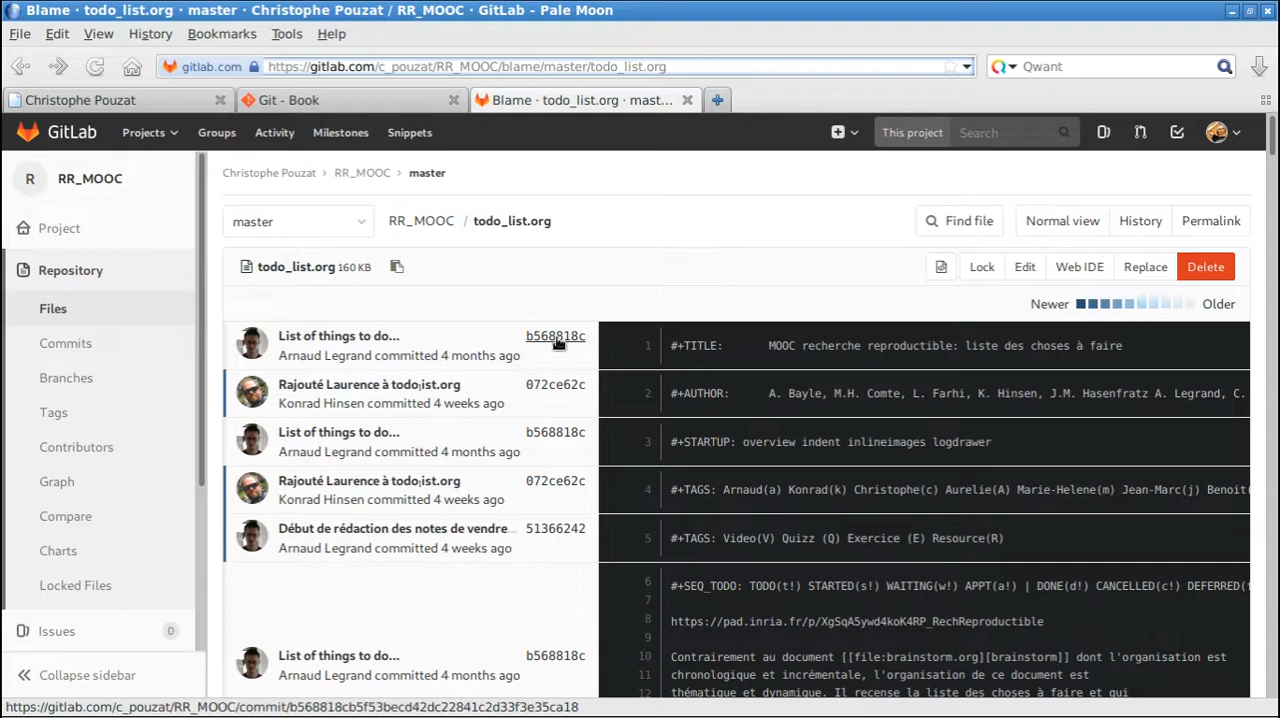 Blame · todo_list.org · master · Christophe Pouzat / RR_MOOC · GitLab - Pale Moon
File Edit View History Bookmarks Tools Help
gitlab.com https://gitlab.com/c_pouzat/RR_MOOC/blame/master/todo_list.org Qwant
Christophe Pouzat Git - Book Blame · todo_list.org · mast...
GitLab Projects Groups Activity Milestones Snippets This project Search
R RR_MOOC
Christophe Pouzat > RR_MOOC > master
Project
master RR_MOOC / todo_list.org Find file Normal view History Permalink
Repository
todo_list.org 160 KB Lock Edit Web IDE Replace Delete
Files
Newer Older
List of things to do... b568818c
Arnaud Legrand committed 4 months ago
1 #+TITLE: MOOC recherche reproductible: liste des choses à faire
Commits
Rajouté Laurence à todo_list.org 072ce62c
Konrad Hinsen committed 4 weeks ago
2 #+AUTHOR: A. Bayle, M.H. Comte, L. Farhi, K. Hinsen, J.M. Hasenfratz A. Legrand, C.
Branches
Tags
List of things to do... b568818c
Arnaud Legrand committed 4 months ago
3 #+STARTUP: overview indent inlineimages logdrawer
Contributors
Graph
Rajouté Laurence à todo_list.org 072ce62c
Konrad Hinsen committed 4 weeks ago
4 #+TAGS: Arnaud(a) Konrad(k) Christophe(c) Aurelie(A) Marie-Helene(m) Jean-Marc(j) Benoit(
Compare
Début de rédaction des notes de vendre... 51366242
Arnaud Legrand committed 4 weeks ago
5 #+TAGS: Video(V) Quizz (Q) Exercice (E) Resource(R)
Charts
Locked Files
6 #+SEQ_TODO: TODO(t!) STARTED(s!) WAITING(w!) APPT(a!) | DONE(d!) CANCELLED(c!) DEFERRED(
7
8 https://pad.inria.fr/p/XgSqA5ywd4koK4RP_RechReproductible
9
Issues 0
List of things to do... b568818c
Arnaud Legrand committed 4 months ago
10 Contrairement au document [[file:brainstorm.org][brainstorm]] dont l'organisation est
11 chronologique et incrémentale, l'organisation de ce document est
12 thématique et dynamique. Il recense la liste des choses à faire et qui
Collapse sidebar
https://gitlab.com/c_pouzat/RR_MOOC/commit/b568818cb5f53becd42dc22841c2d33f3e35ca18